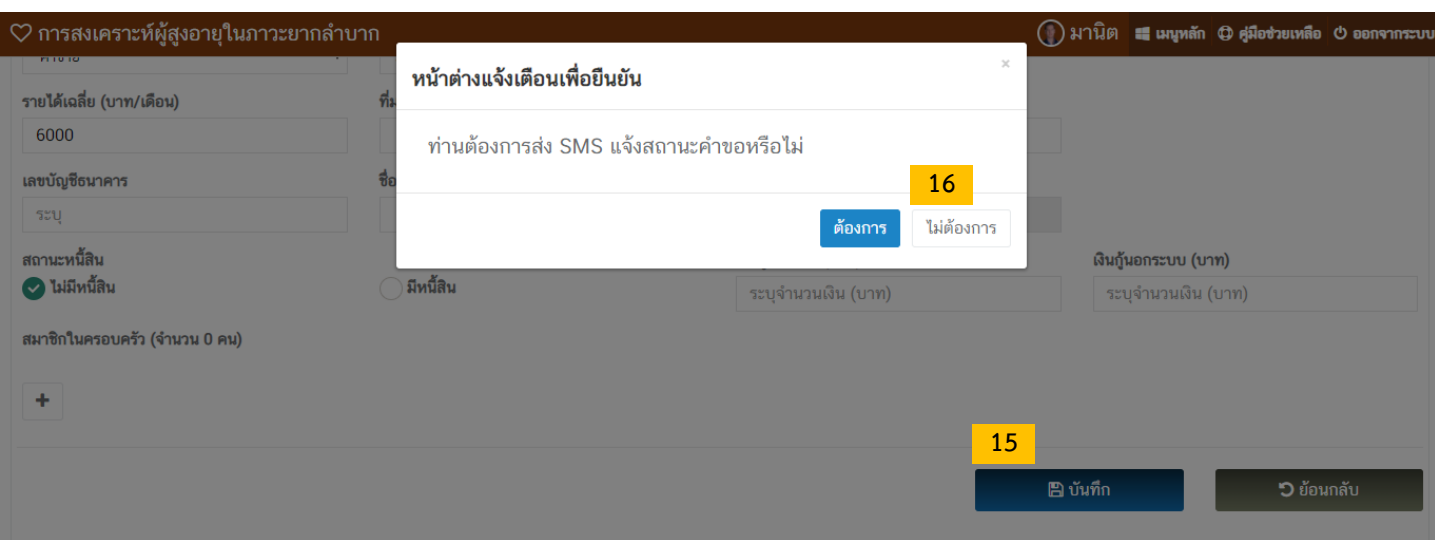 การสงเคราะห์ผู้สูงอายุในภาวะยากลำบาก
มานิต เมนูหลัก คู่มือช่วยเหลือ ออกจากระบบ
หน้าต่างแจ้งเตือนเพื่อยืนยัน ×
ท่านต้องการส่ง SMS แจ้งสถานะคำขอหรือไม่
16
ต้องการ ไม่ต้องการ
รายได้เฉลี่ย (บาท/เดือน)
6000
เลขบัญชีธนาคาร
ระบุ
สถานะหนี้สิน เงินกู้นอกระบบ (บาท)
ไม่มีหนี้สิน มีหนี้สิน ระบุจำนวนเงิน (บาท) ระบุจำนวนเงิน (บาท)
สมาชิกในครอบครัว (จำนวน 0 คน)
+
15
บันทึก ย้อนกลับ